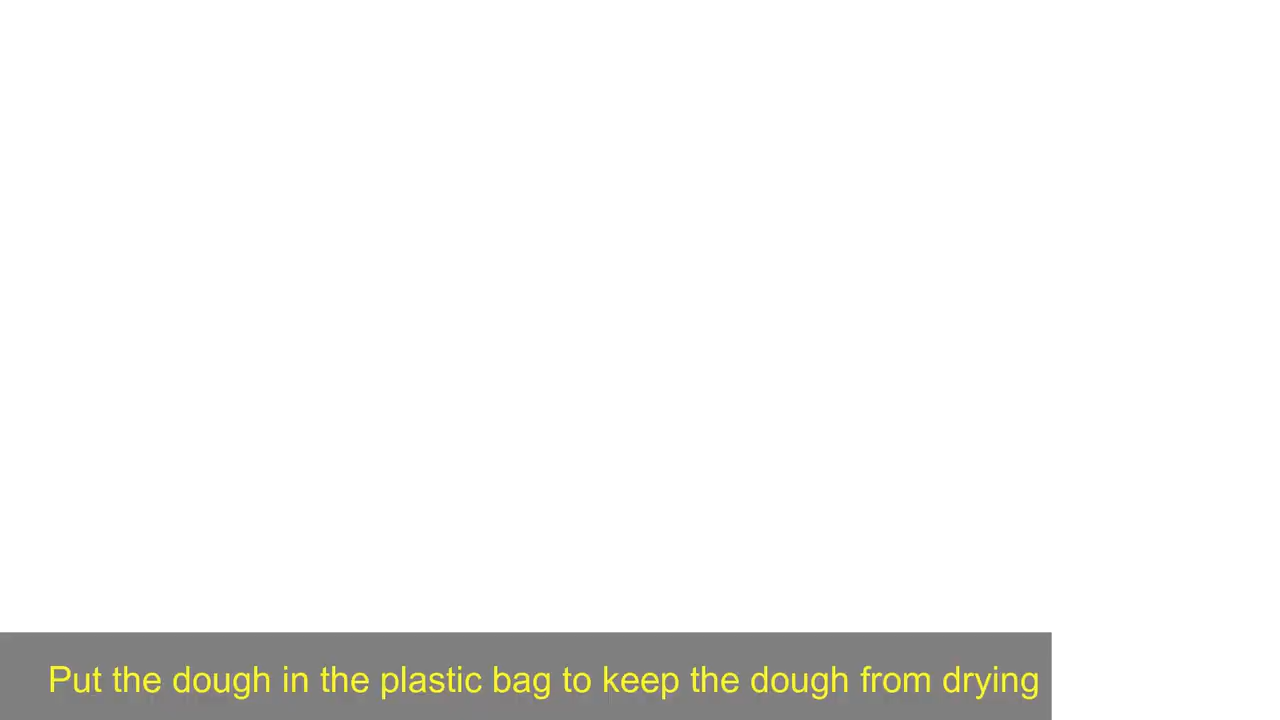 Put the dough in the plastic bag to keep the dough from drying